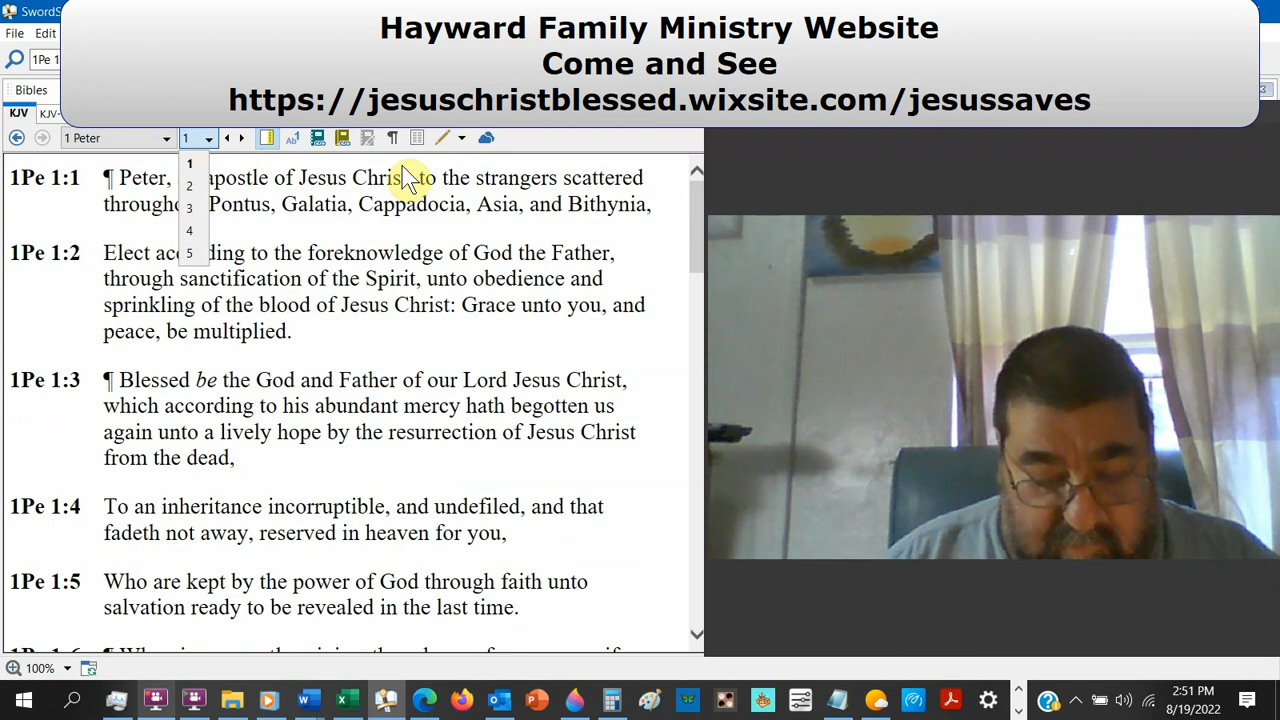 SwordS
Hayward Family Ministry Website
Come and See
https://jesuschristblessed.wixsite.com/jesussaves
File Edit
1Pe 1
Bibles
KJV KJV-
1 Peter 1
1
2
3
4
5
1Pe 1:1 ¶ Peter, apostle of Jesus Chris to the strangers scattered
through Pontus, Galatia, Cappadocia, Asia, and Bithynia,
1Pe 1:2 Elect acc ding to the foreknowledge of God the Father,
through sanctification of the Spirit, unto obedience and
sprinkling of the blood of Jesus Christ: Grace unto you, and
peace, be multiplied.
1Pe 1:3 ¶ Blessed be the God and Father of our Lord Jesus Christ,
which according to his abundant mercy hath begotten us
again unto a lively hope by the resurrection of Jesus Christ
from the dead,
1Pe 1:4 To an inheritance incorruptible, and undefiled, and that
fadeth not away, reserved in heaven for you,
1Pe 1:5 Who are kept by the power of God through faith unto
salvation ready to be revealed in the last time.
100%
2:51 PM
8/19/2022